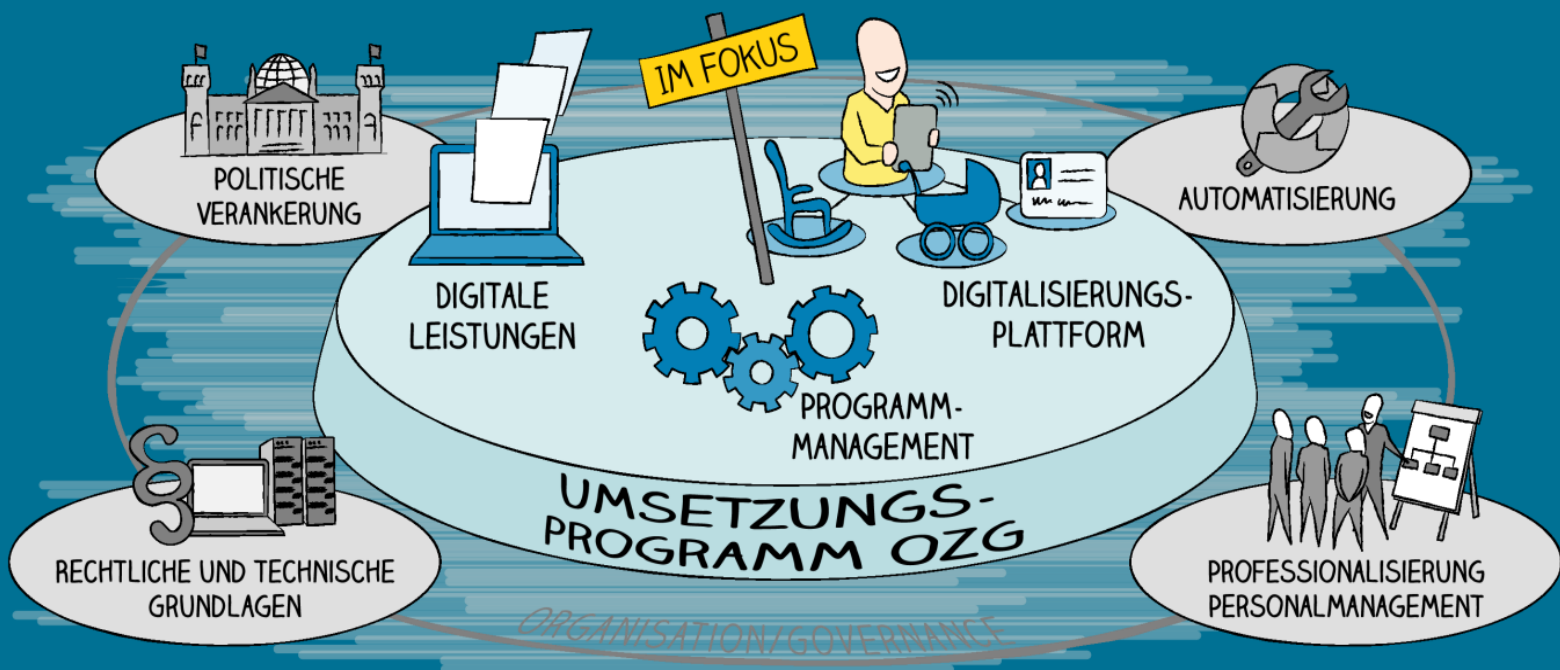 IM FOKUS
POLITISCHE
VERANKERUNG
AUTOMATISIERUNG
DIGITALE
LEISTUNGEN
DIGITALISIERUNGS-
PLATTFORM
PROGRAMM-
MANAGEMENT
UMSETZUNGS-
PROGRAMM OZG
RECHTLICHE UND TECHNISCHE
GRUNDLAGEN
PROFESSIONALISIERUNG
PERSONALMANAGEMENT
ORGANISATION/GOVERNANCE